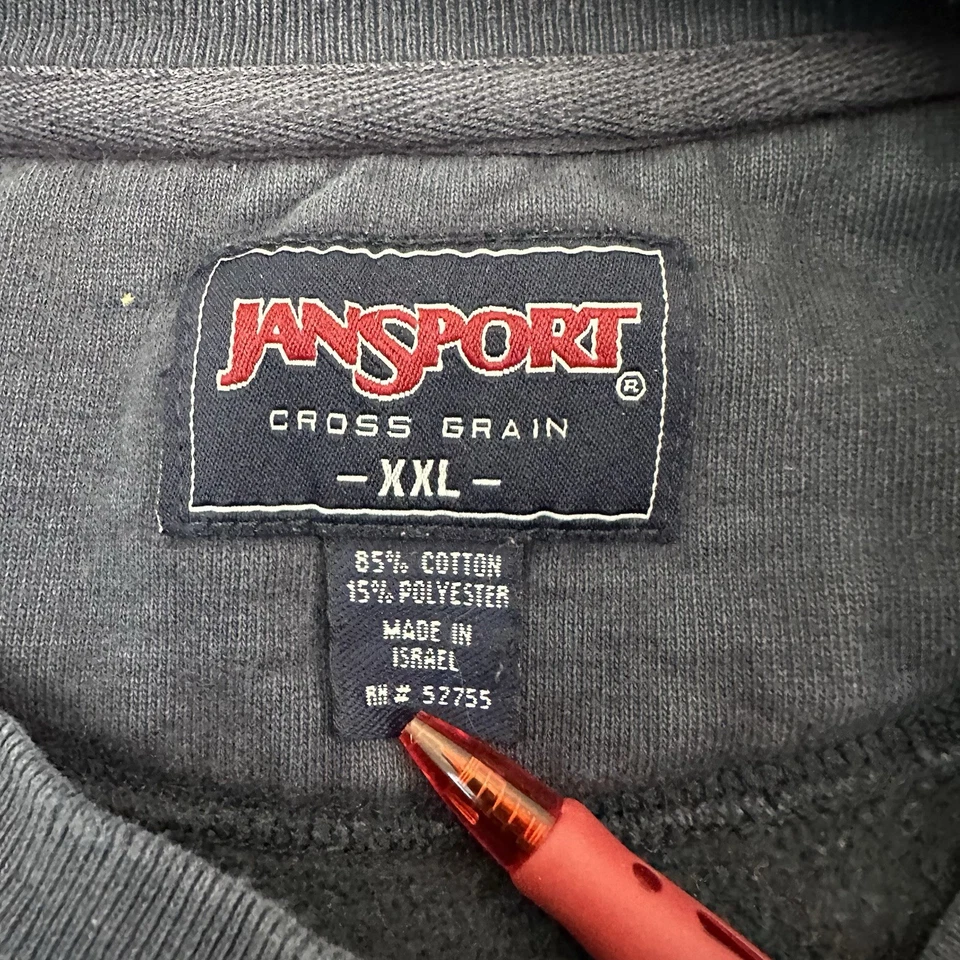 JANSPORT
®
CROSS GRAIN
- XXL -
85% COTTON
15% POLYESTER
MADE IN
ISRAEL
RN # 52755